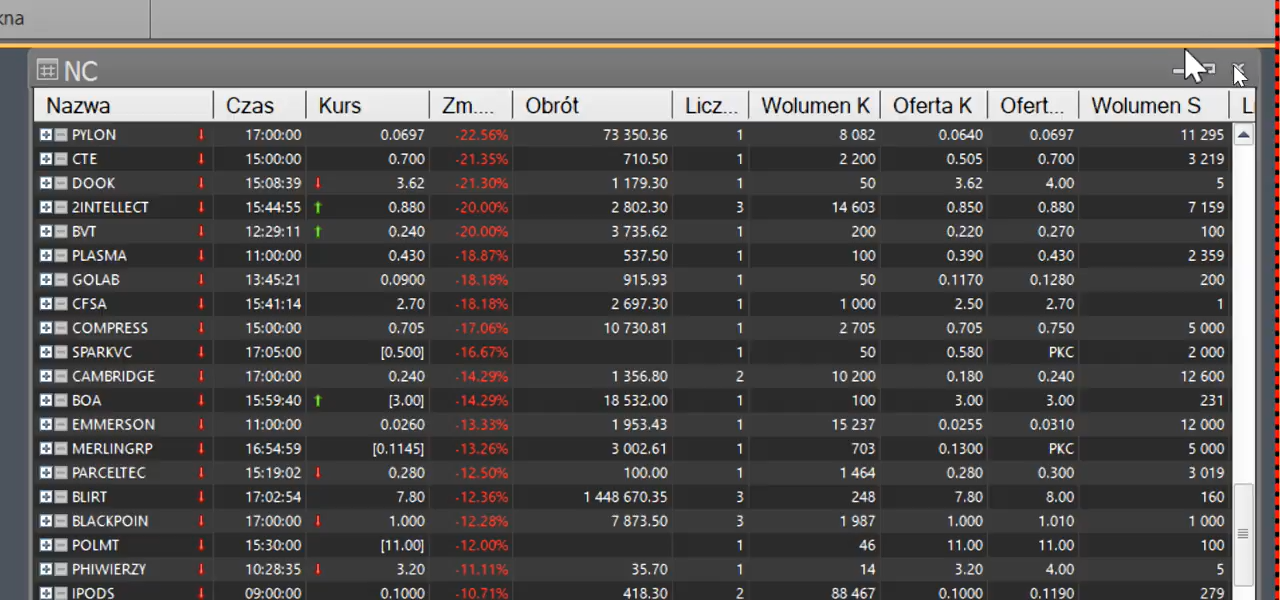 kna
NC
Nazwa Czas Kurs Zm.... Obrót Licz... Wolumen K Oferta K Ofert... Wolumen S
PYLON 17:00:00 0.0697 -22.56% 73 350.36 1 8 082 0.0640 0.0697 11 295
CTE 15:00:00 0.700 -21.35% 710.50 1 2 200 0.505 0.700 3 219
DOOK 15:08:39 3.62 -21.30% 1 179.30 1 50 3.62 4.00 5
2INTELLECT 15:44:55 0.880 -20.00% 2 802.30 3 14 603 0.850 0.880 7 159
BVT 12:29:11 0.240 -20.00% 3 735.62 1 200 0.220 0.270 100
PLASMA 11:00:00 0.430 -18.87% 537.50 1 100 0.390 0.430 2 359
GOLAB 13:45:21 0.0900 -18.18% 915.93 1 50 0.1170 0.1280 200
CFSA 15:41:14 2.70 -18.18% 2 697.30 1 1 000 2.50 2.70 1
COMPRESS 15:00:00 0.705 -17.06% 10 730.81 1 2 705 0.705 0.750 5 000
SPARKVC 17:05:00 [0.500] -16.67% 1 50 0.580 PKC 2 000
CAMBRIDGE 17:00:00 0.240 -14.29% 1 356.80 2 10 200 0.180 0.240 12 600
BOA 15:59:40 [3.00] -14.29% 18 532.00 1 100 3.00 3.00 231
EMMERSON 11:00:00 0.0260 -13.33% 1 953.43 1 15 237 0.0255 0.0310 12 000
MERLINGRP 16:54:59 [0.1145] -13.26% 3 002.61 1 703 0.1300 PKC 5 000
PARCELTEC 15:19:02 0.280 -12.50% 100.00 1 1 464 0.280 0.300 3 019
BLIRT 17:02:54 7.80 -12.36% 1 448 670.35 3 248 7.80 8.00 160
BLACKPOIN 17:00:00 1.000 -12.28% 7 873.50 3 1 987 1.000 1.010 1 000
POLMT 15:30:00 [11.00] -12.00% 1 46 11.00 11.00 100
PHIWIERZY 10:28:35 3.20 -11.11% 35.70 1 14 3.20 4.00 5
IPODS 09:00:00 0.1000 -10.71% 418.30 2 88 467 0.1000 0.1190 279